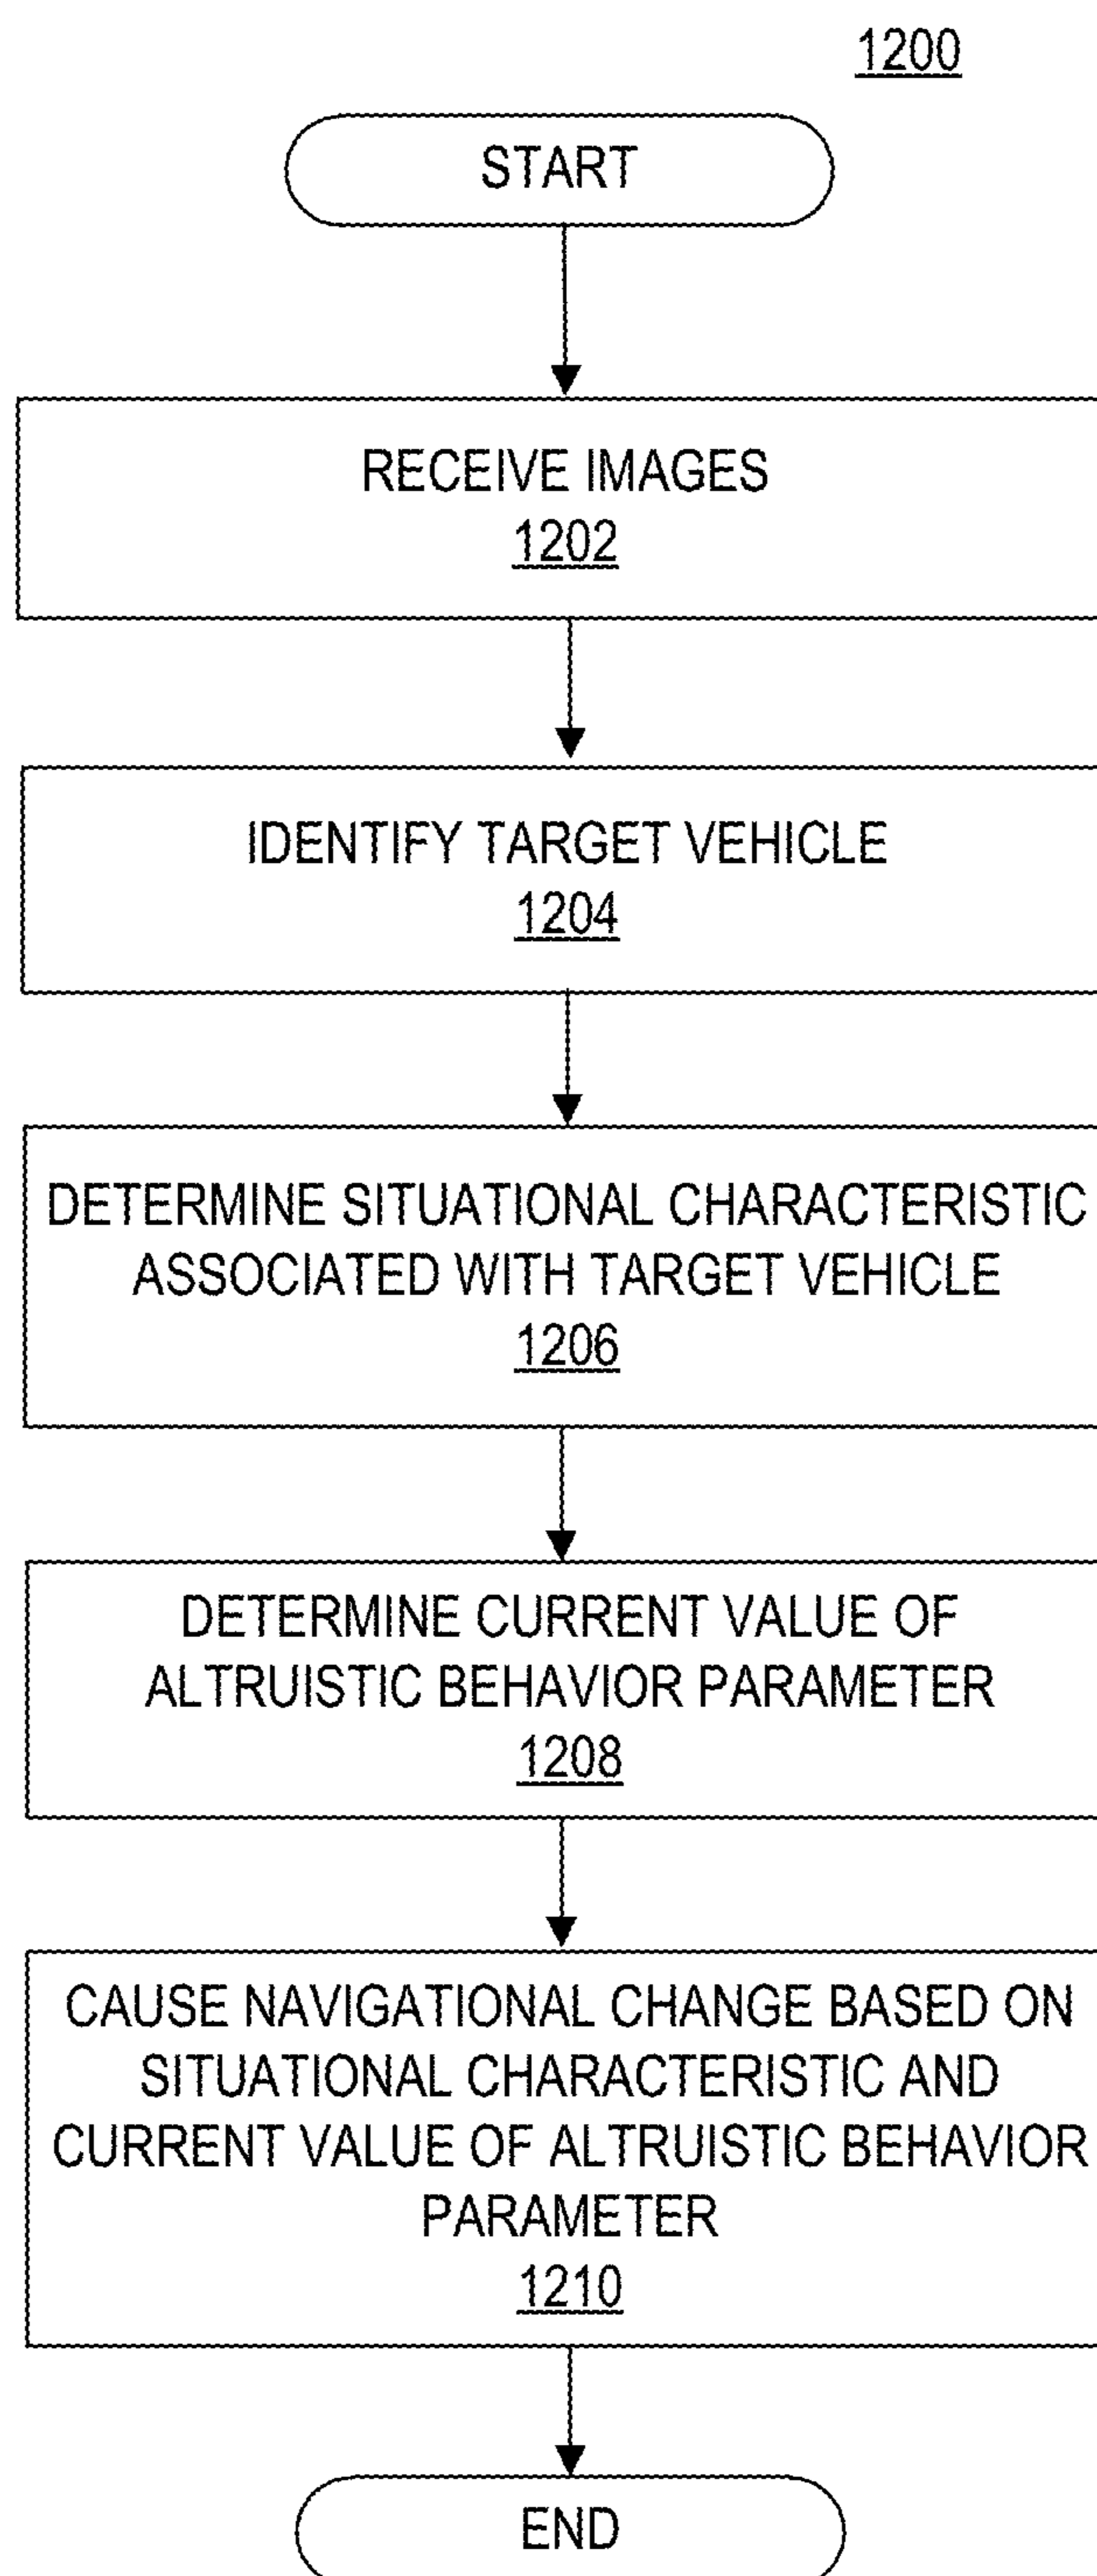 1200
START
RECEIVE IMAGES
1202
IDENTIFY TARGET VEHICLE
1204
DETERMINE SITUATIONAL CHARACTERISTIC
ASSOCIATED WITH TARGET VEHICLE
1206
DETERMINE CURRENT VALUE OF
ALTRUISTIC BEHAVIOR PARAMETER
1208
CAUSE NAVIGATIONAL CHANGE BASED ON
SITUATIONAL CHARACTERISTIC AND
CURRENT VALUE OF ALTRUISTIC BEHAVIOR
PARAMETER
1210
END